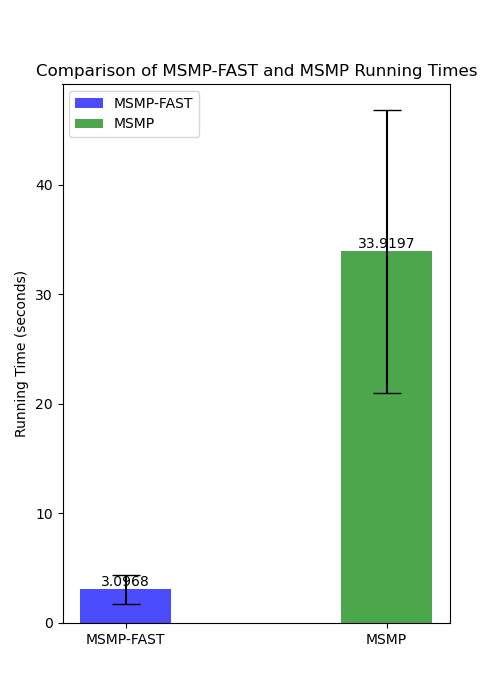 Comparison of MSMP-FAST and MSMP Running Times
MSMP-FAST
MSMP
Running Time (seconds)
40
30
20
10
0
33.9197
3.0968
MSMP-FAST
MSMP